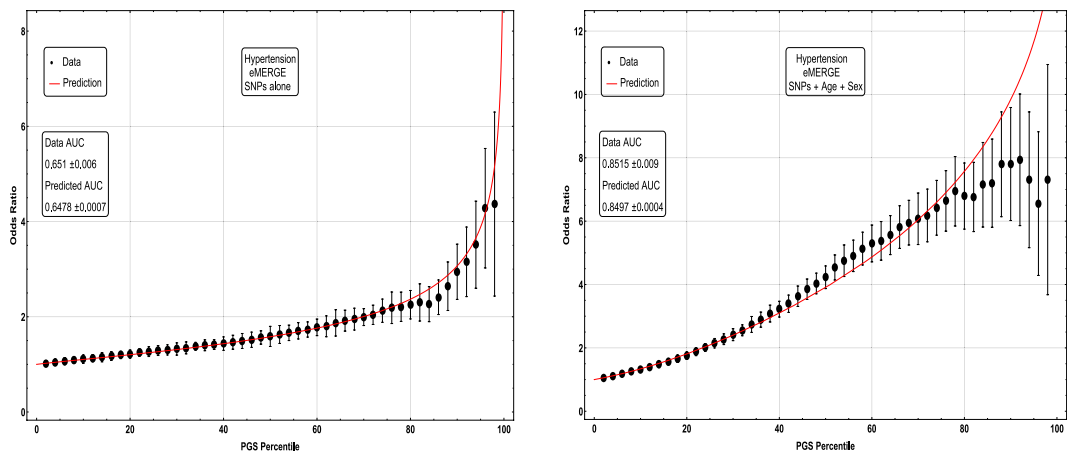 8
6
4
2
0
Odds Ratio
Data
Prediction
Hypertension
eMERGE
SNPs alone
Data AUC
0,651 ±0,006
Predicted AUC
0,6478 ±0,0007
0
20
40
60
80
100
PGS Percentile
12
10
8
6
4
2
0
Odds Ratio
Data
Prediction
Hypertension
eMERGE
SNPs + Age + Sex
Data AUC
0.8515 ±0.009
Predicted AUC
0.8497 ±0.0004
0
20
40
60
80
100
PGS Percentile